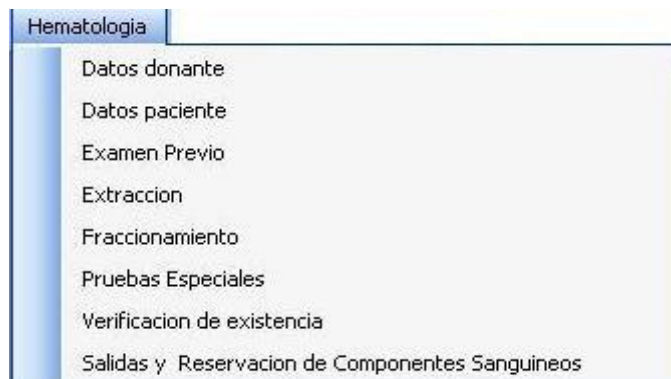 Hematologia
Datos donante
Datos paciente
Examen Previo
Extraccion
Fraccionamiento
Pruebas Especiales
Verificacion de existencia
Salidas y  Reservacion de Componentes Sanguineos